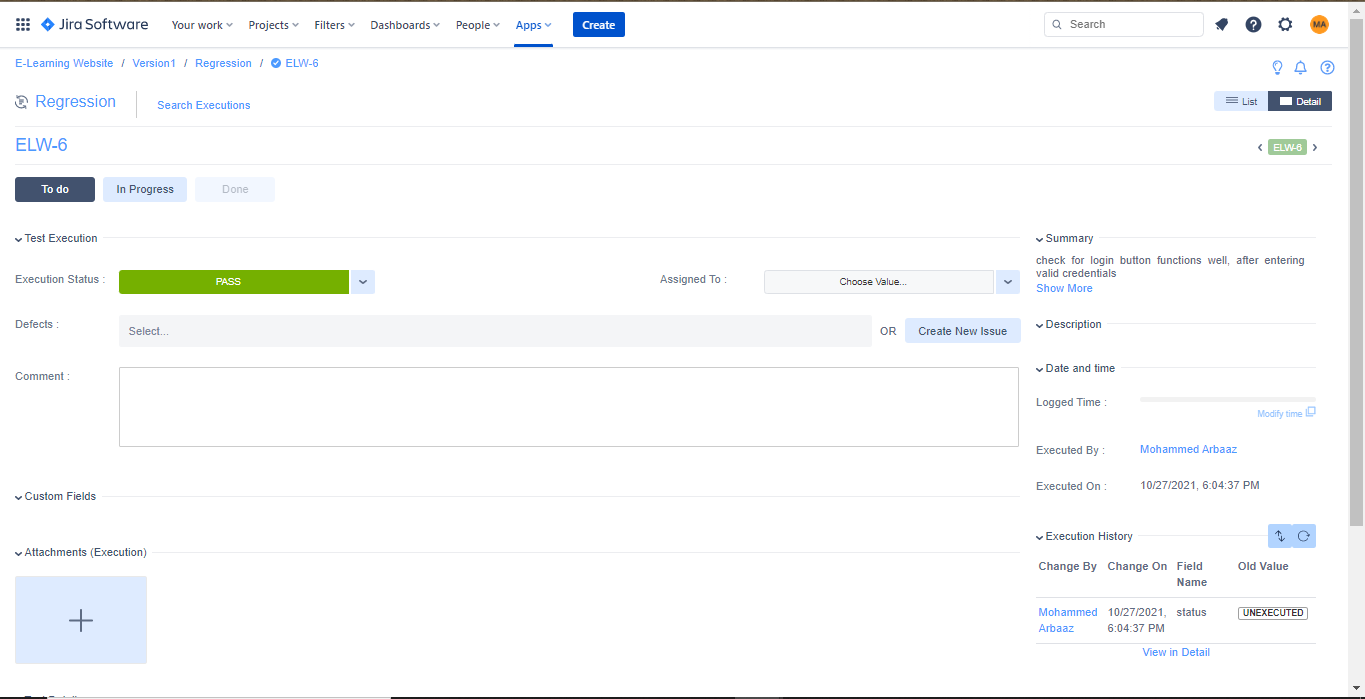 Jira Software
Your work
Projects
Filters
Dashboards
People
Apps
Create
Search
MA
E-Learning Website / Version1 / Regression / ELW-6
Regression
Search Executions
List
Detail
ELW-6
ELW-6
To do
In Progress
Done
Test Execution
Execution Status :
PASS
Assigned To :
Choose Value...
Defects :
Select...
OR
Create New Issue
Comment :
Custom Fields
Attachments (Execution)
Summary
check for login button functions well, after entering
valid credentials
Show More
Description
Date and time
Logged Time :
Modify time
Executed By :
Mohammed Arbaaz
Executed On :
10/27/2021, 6:04:37 PM
Execution History
Change By
Change On
Field
Name
Old Value
Mohammed
Arbaaz
10/27/2021,
6:04:37 PM
status
UNEXECUTED
View in Detail